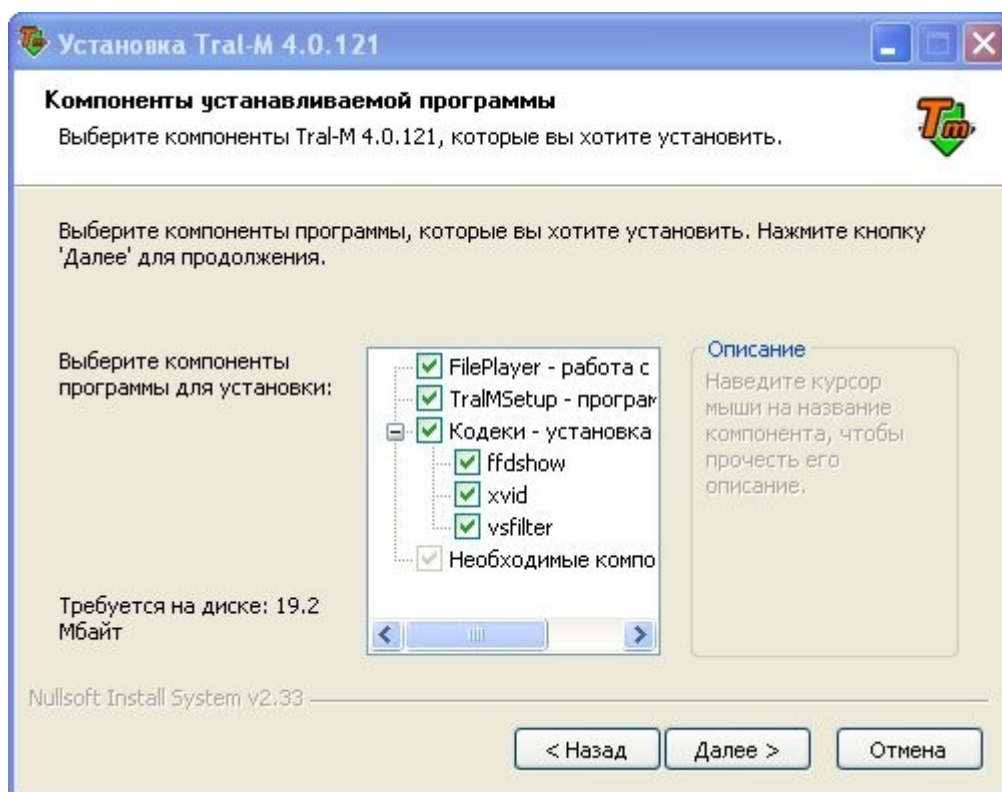 Установка Tral-M 4.0.121
Компоненты устанавливаемой программы
Выберите компоненты Tral-M 4.0.121, которые вы хотите установить.
Tm
Выберите компоненты программы, которые вы хотите установить. Нажмите кнопку
'Далее' для продолжения.
Выберите компоненты
программы для установки:
FilePlayer - работа с
TralMSetup - програм
Кодеки - установка
ffdshow
xvid
vsfilter
Необходимые компо
Описание
Наведите курсор
мыши на название
компонента, чтобы
прочесть его
описание.
Требуется на диске: 19.2
Мбайт
Nullsoft Install System v2.33
< Назад
Далее >
Отмена